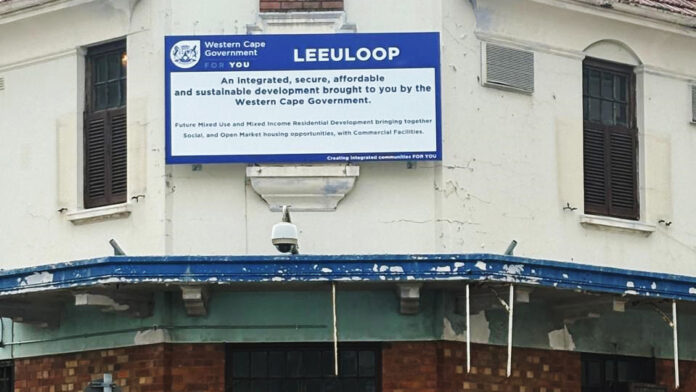 Western Cape
Government
FOR YOU
LEEULOOP
An integrated, secure, affordable
and sustainable development brought to you by the
Western Cape Government.
Future Mixed Use and Mixed Income Residential Development bringing together
Social, and Open Market housing opportunities, with Commercial Facilities.
Creating integrated communities FOR YOU